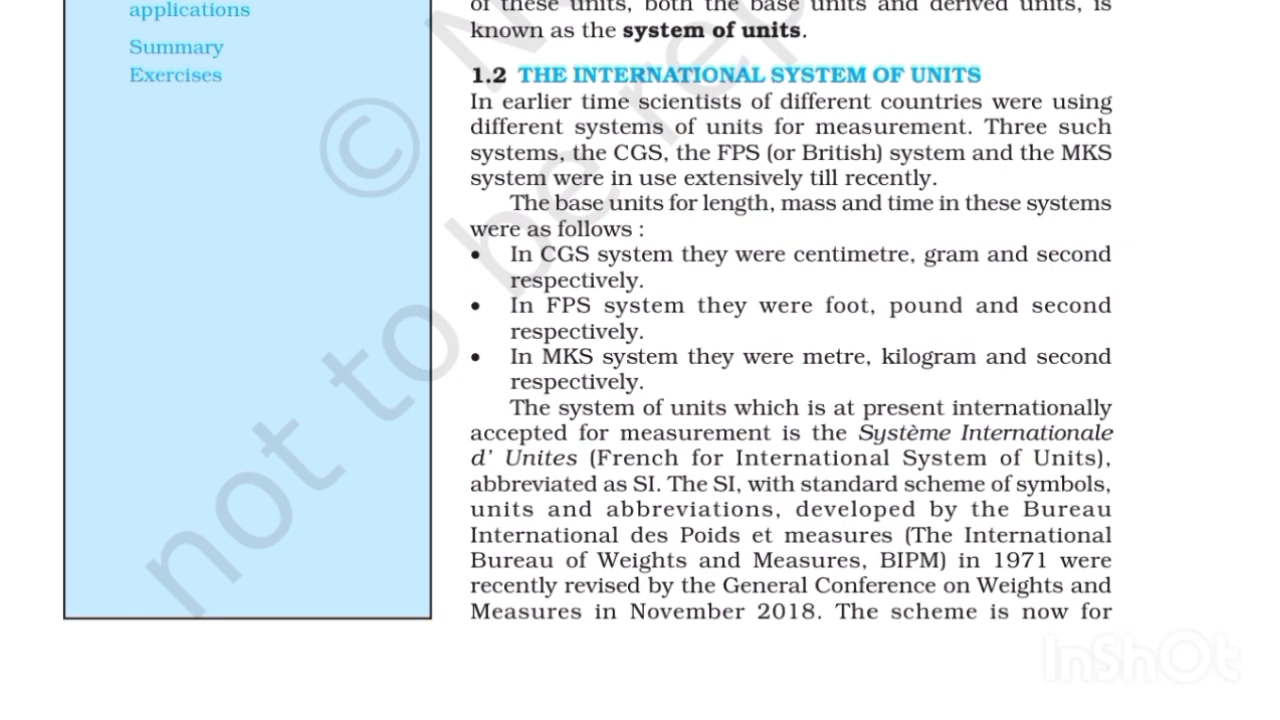 applications
Summary
Exercises
of these units, both the base units and derived units, is
known as the system of units.
1.2 THE INTERNATIONAL SYSTEM OF UNITS
In earlier time scientists of different countries were using
different systems of units for measurement. Three such
systems, the CGS, the FPS (or British) system and the MKS
system were in use extensively till recently.
The base units for length, mass and time in these systems
were as follows :
• In CGS system they were centimetre, gram and second
respectively.
• In FPS system they were foot, pound and second
respectively.
• In MKS system they were metre, kilogram and second
respectively.
The system of units which is at present internationally
accepted for measurement is the Système Internationale
d' Unites (French for International System of Units),
abbreviated as SI. The SI, with standard scheme of symbols,
units and abbreviations, developed by the Bureau
International des Poids et measures (The International
Bureau of Weights and Measures, BIPM) in 1971 were
recently revised by the General Conference on Weights and
Measures in November 2018. The scheme is now for
©
not to be rep
InShOt